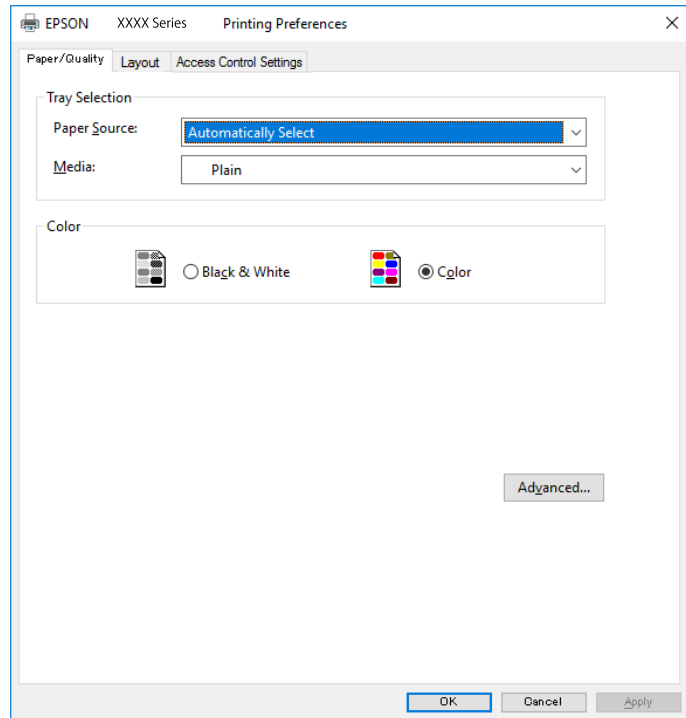 EPSON XXXX Series Printing Preferences
Paper/Quality Layout Access Control Settings
Tray Selection
Paper Source: Automatically Select
Media: Plain
Color
Black & White Color
Advanced...
OK Cancel Apply